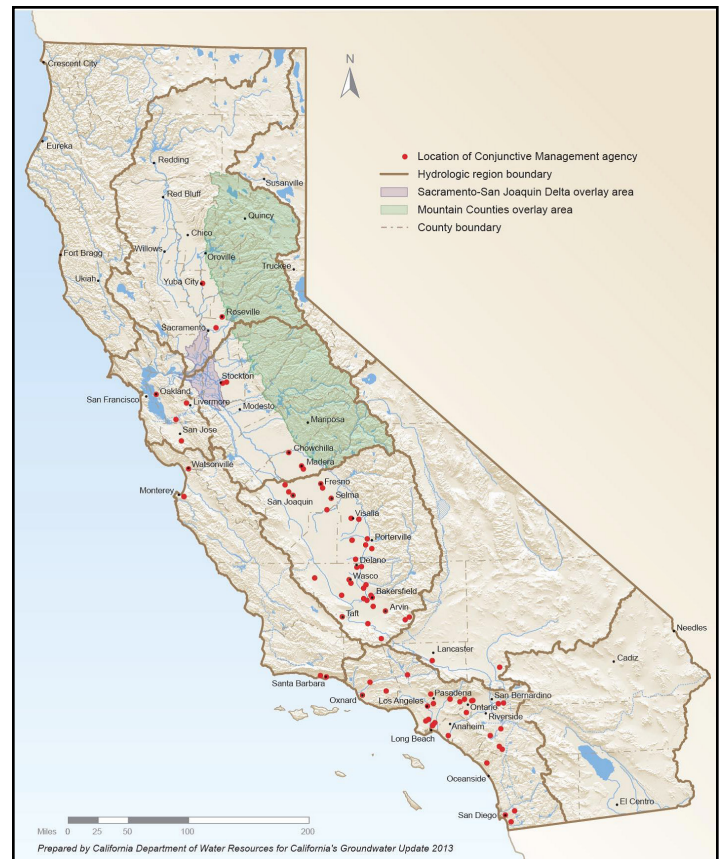 N
Crescent City
Location of Conjunctive Management agency
Hydrologic region boundary
Sacramento-San Joaquin Delta overlay area
Mountain Counties overlay area
County boundary
Eureka
Redding
Susanville
Red Bluff
Quincy
Chico
Willows
Oroville
Fort Bragg
Truckee
Ukiah
Yuba City
Roseville
Sacramento
Stockton
San Francisco
Oakland
Livermore
Modesto
Mariposa
San Jose
Chowchilla
Madera
Watsonville
Fresno
Monterey
San Joaquin
Selma
Visalia
Porterville
Delano
Wasco
Bakersfield
Taft
Arvin
Needles
Lancaster
Cadiz
Santa Barbara
Oxnard
Los Angeles
Pasadena
San Bernardino
Ontario
Riverside
Anaheim
Long Beach
Oceanside
San Diego
El Centro
Miles 0 25 50 100 200
Prepared by California Department of Water Resources for California's Groundwater Update 2013